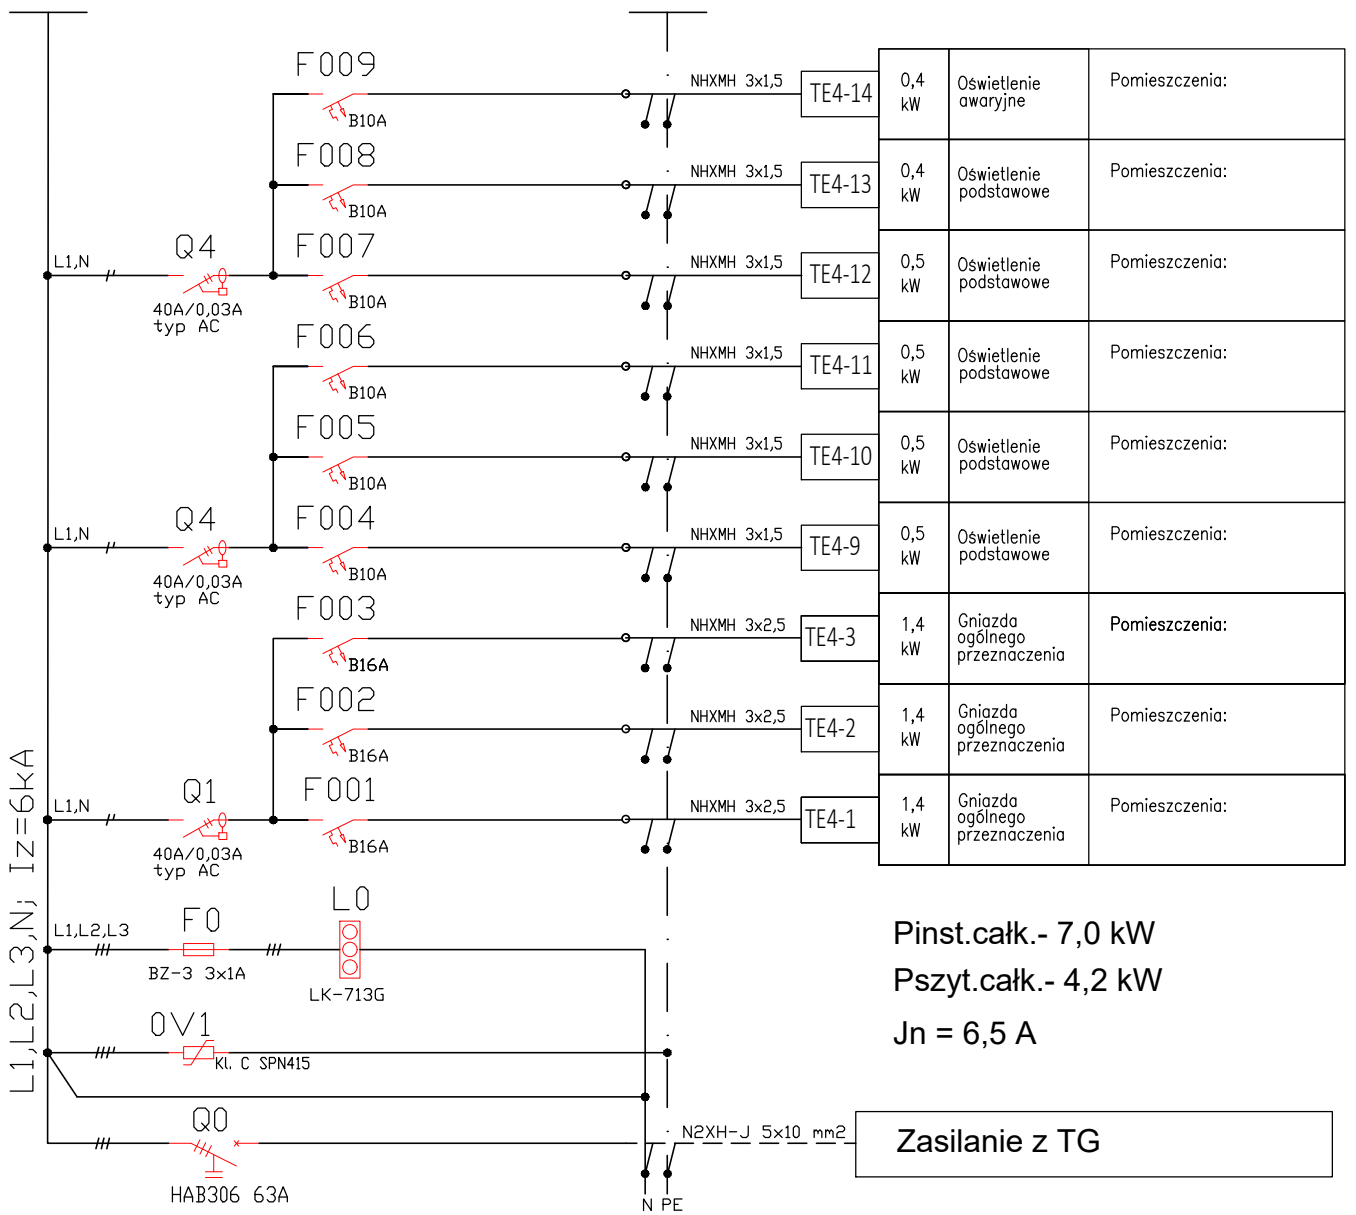 F009
B10A
NHXMH 3x1,5
TE4-14
0,4
kW
Oświetlenie
awaryjne
Pomieszczenia:
F008
B10A
NHXMH 3x1,5
TE4-13
0,4
kW
Oświetlenie
podstawowe
Pomieszczenia:
L1,N
Q4
40A/0,03A
typ AC
F007
B10A
NHXMH 3x1,5
TE4-12
0,5
kW
Oświetlenie
podstawowe
Pomieszczenia:
F006
B10A
NHXMH 3x1,5
TE4-11
0,5
kW
Oświetlenie
podstawowe
Pomieszczenia:
F005
B10A
NHXMH 3x1,5
TE4-10
0,5
kW
Oświetlenie
podstawowe
Pomieszczenia:
L1,N
Q4
40A/0,03A
typ AC
F004
B10A
NHXMH 3x1,5
TE4-9
0,5
kW
Oświetlenie
podstawowe
Pomieszczenia:
F003
B16A
NHXMH 3x2,5
TE4-3
1,4
kW
Gniazda
ogólnego
przeznaczenia
Pomieszczenia:
F002
B16A
NHXMH 3x2,5
TE4-2
1,4
kW
Gniazda
ogólnego
przeznaczenia
Pomieszczenia:
L1,N
Q1
40A/0,03A
typ AC
F001
B16A
NHXMH 3x2,5
TE4-1
1,4
kW
Gniazda
ogólnego
przeznaczenia
Pomieszczenia:
L1,L2,L3,N; Iz=6kA
L1,L2,L3
F0
BZ-3 3x1A
L0
LK-713G
0V1
Kl. C SPN415
Q0
HAB306 63A
N2XH-J 5x10 mm2
N PE
Pinst.całk.- 7,0 kW
Pszyt.całk.- 4,2 kW
Jn = 6,5 A
Zasilanie z TG